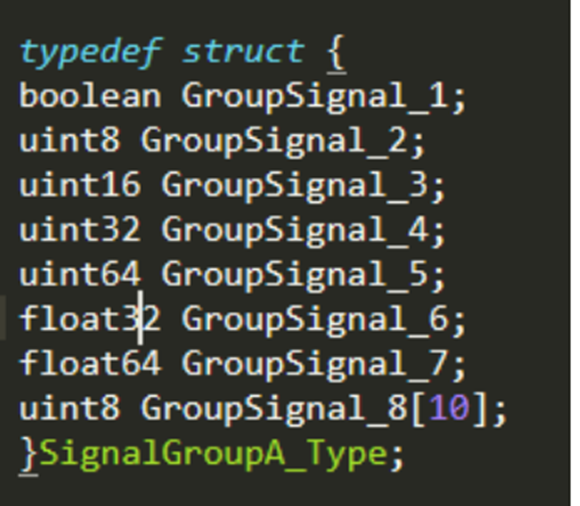 typedef struct {
boolean GroupSignal_1;
uint8 GroupSignal_2;
uint16 GroupSignal_3;
uint32 GroupSignal_4;
uint64 GroupSignal_5;
float32 GroupSignal_6;
float64 GroupSignal_7;
uint8 GroupSignal_8[10];
}SignalGroupA_Type;